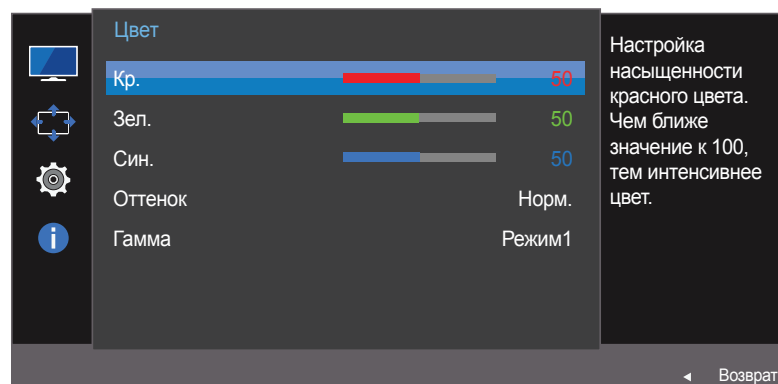 Цвет
Кр. 50
Зел. 50
Син. 50
Оттенок Норм.
Гамма Режим1
Настройка
насыщенности
красного цвета.
Чем ближе
значение к 100,
тем интенсивнее
цвет.
Возврат